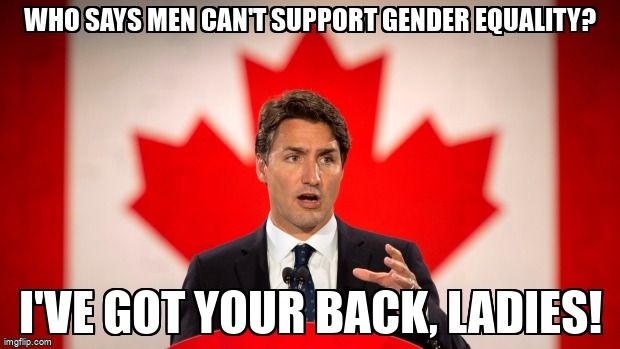 WHO SAYS MEN CAN'T SUPPORT GENDER EQUALITY?
I'VE GOT YOUR BACK, LADIES!
imgflip.com